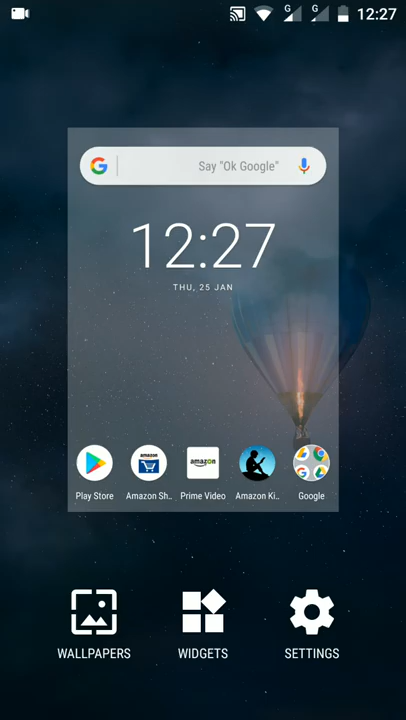 G G 12:27
Say "Ok Google"
12:27
THU, 25 JAN
amazon amazon
Play Store Amazon Sh.. Prime Video Amazon Ki.. Google
WALLPAPERS WIDGETS SETTINGS